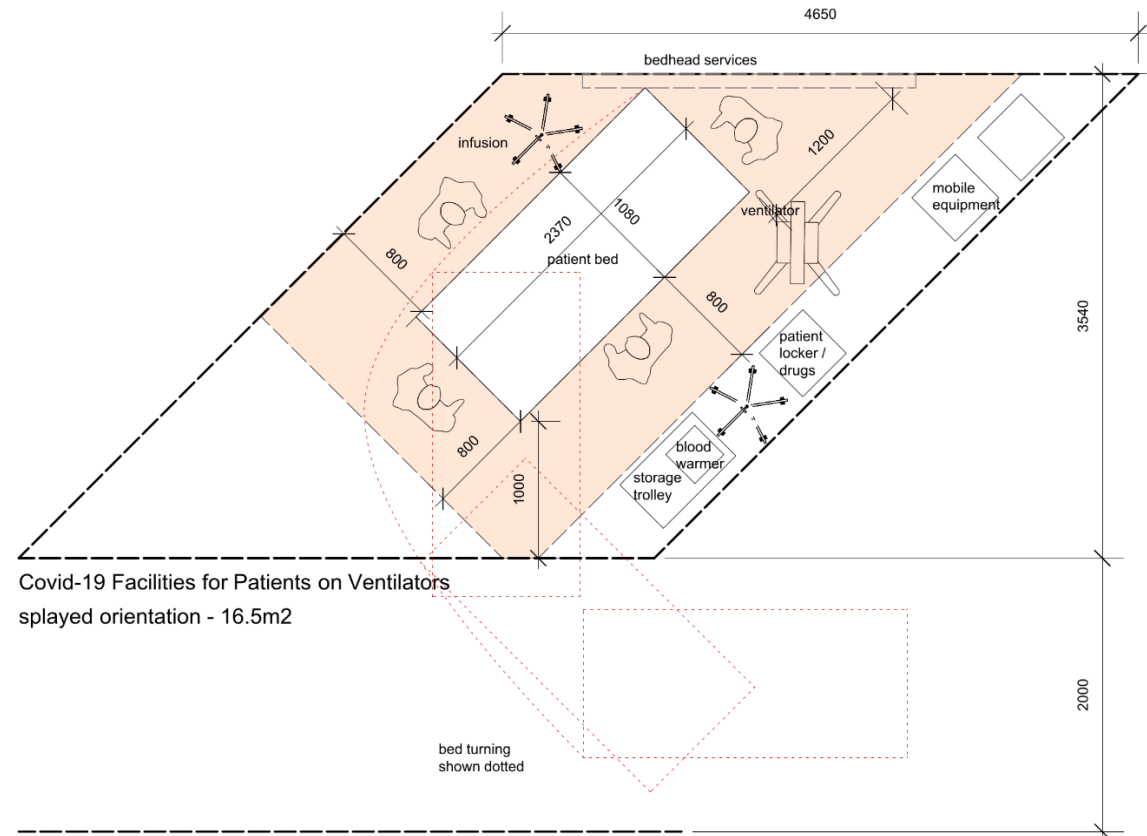 4650
bedhead services
infusion
1200
mobile
equipment
1080
ventilator
2370
patient bed
800
800
3540
patient
locker /
drugs
800
blood
warmer
storage
trolley
1000
Covid-19 Facilities for Patients on Ventilators
splayed orientation - 16.5m2
2000
bed turning
shown dotted